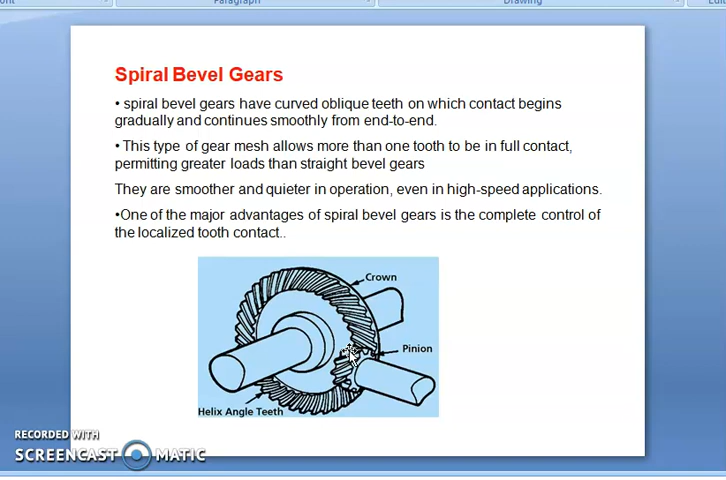 Paragraph
Drawing
Spiral Bevel Gears
• spiral bevel gears have curved oblique teeth on which contact begins
gradually and continues smoothly from end-to-end.
• This type of gear mesh allows more than one tooth to be in full contact,
permitting greater loads than straight bevel gears
They are smoother and quieter in operation, even in high-speed applications.
•One of the major advantages of spiral bevel gears is the complete control of
the localized tooth contact..
Crown
Pinion
Helix Angle Teeth
RECORDED WITH
SCREENCAST MATIC